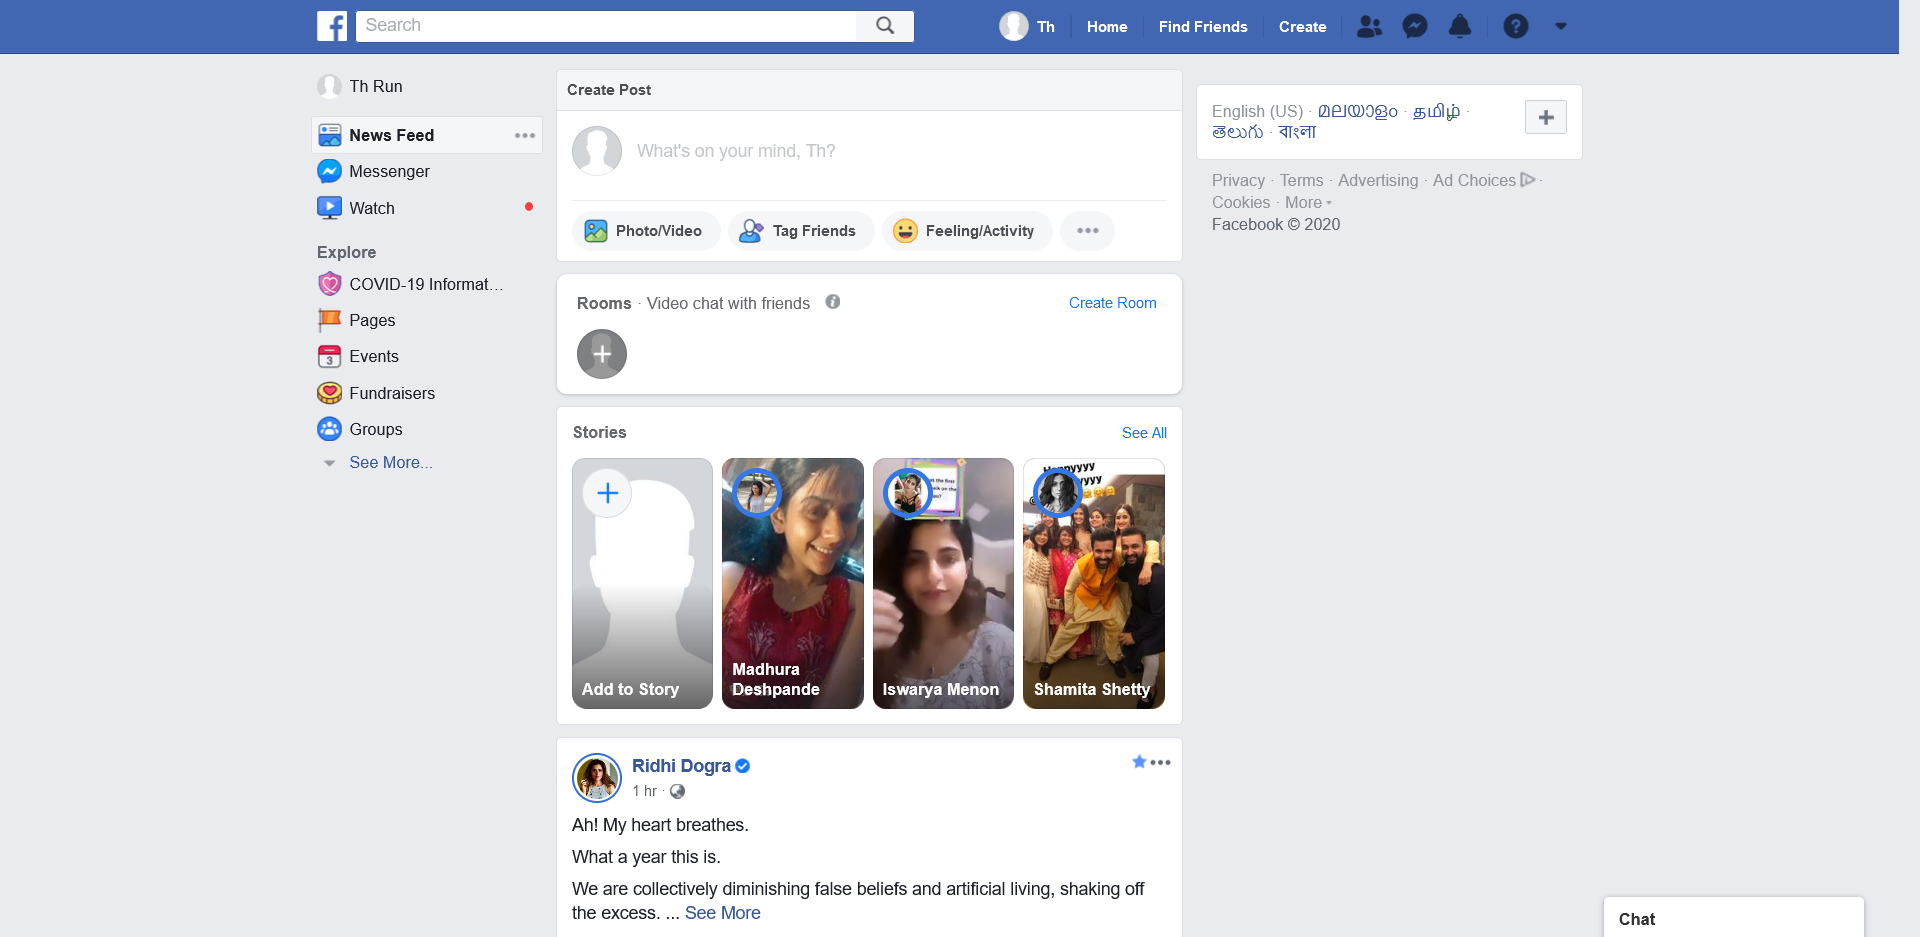 Search
Th
Home
Find Friends
Create
Th Run
News Feed
Messenger
Watch
Explore
COVID-19 Informat...
Pages
3
Events
Fundraisers
Groups
See More...
Create Post
What's on your mind, Th?
Photo/Video
Tag Friends
Feeling/Activity
Rooms · Video chat with friends
Create Room
Stories
See All
Add to Story
Madhura
Deshpande
Iswarya Menon
Shamita Shetty
Ridhi Dogra
1 hr ·
Ah! My heart breathes.
What a year this is.
We are collectively diminishing false beliefs and artificial living, shaking off
the excess. ... See More
English (US) · മലയാളം · தமிழ் ·
తెలుగు · বাংলা
Privacy · Terms · Advertising · Ad Choices ·
Cookies · More
Facebook © 2020
Chat